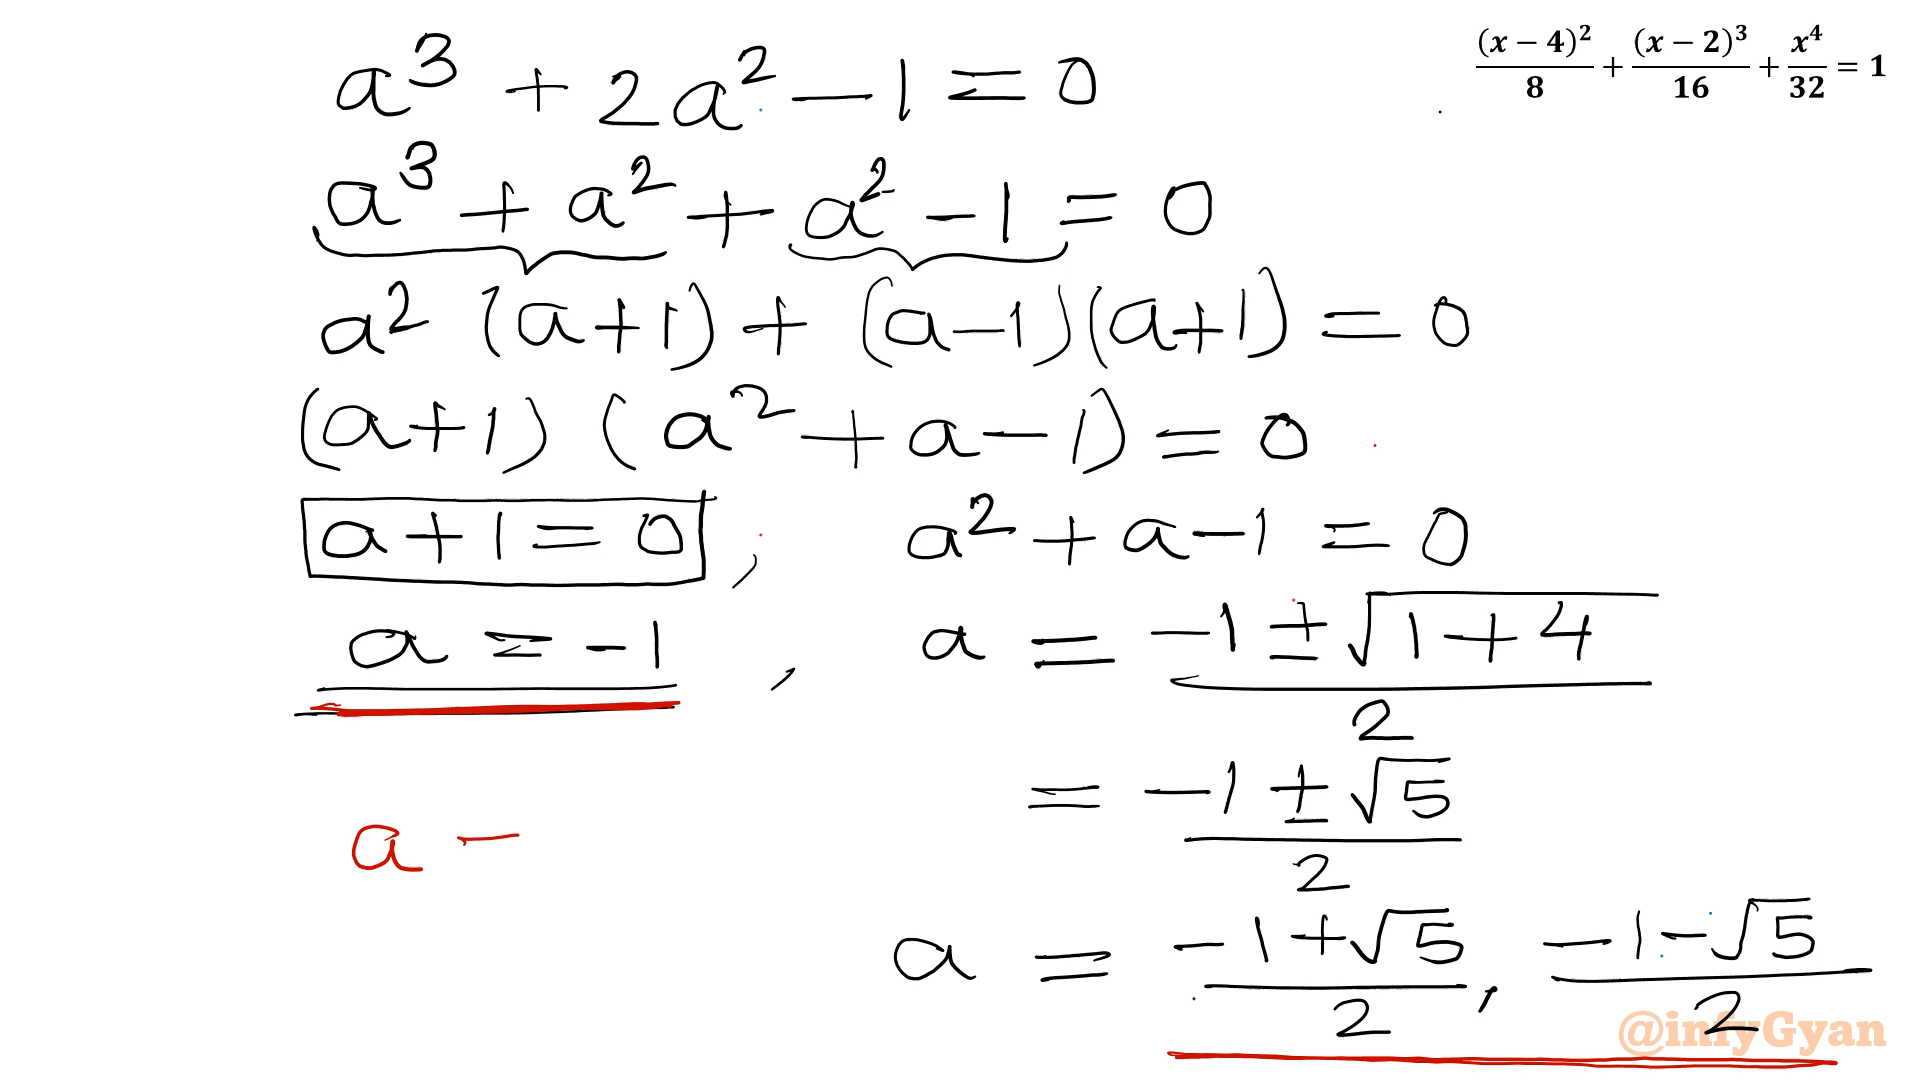 (x − 4)²/8 + (x − 2)³/16 + x⁴/32 = 1
a³ + 2a² − 1 = 0
a³ + a² + a² − 1 = 0
a² (a+1) + (a−1)(a+1) = 0
(a+1) (a² + a − 1) = 0
a + 1 = 0 , a² + a − 1 = 0
a = −1 , a = (−1 ± √(1+4))/2
= (−1 ± √5)/2
a −
a = (−1+√5)/2 , (−1−√5)/2
@infyGyan